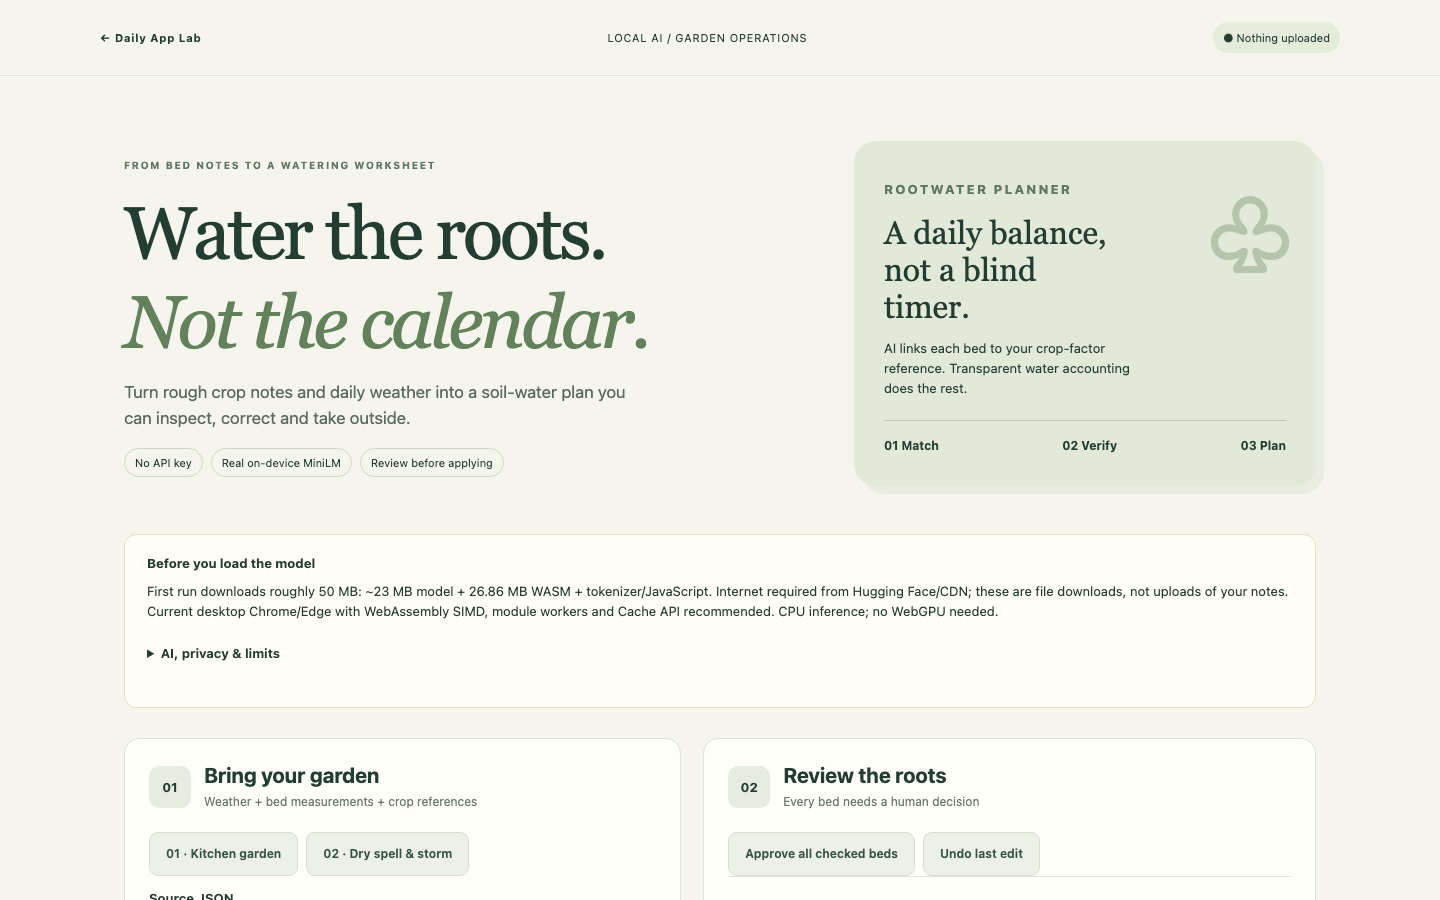 ← Daily App Lab
LOCAL AI / GARDEN OPERATIONS
● Nothing uploaded
FROM BED NOTES TO A WATERING WORKSHEET
Water the roots.
Not the calendar.
Turn rough crop notes and daily weather into a soil-water plan you
can inspect, correct and take outside.
No API key
Real on-device MiniLM
Review before applying
ROOTWATER PLANNER
A daily balance,
not a blind
timer.
AI links each bed to your crop-factor
reference. Transparent water accounting
does the rest.
01 Match
02 Verify
03 Plan
Before you load the model
First run downloads roughly 50 MB: ~23 MB model + 26.86 MB WASM + tokenizer/JavaScript. Internet required from Hugging Face/CDN; these are file downloads, not uploads of your notes.
Current desktop Chrome/Edge with WebAssembly SIMD, module workers and Cache API recommended. CPU inference; no WebGPU needed.
▶ AI, privacy & limits
01
Bring your garden
Weather + bed measurements + crop references
01 · Kitchen garden
02 · Dry spell & storm
Source JSON
02
Review the roots
Every bed needs a human decision
Approve all checked beds
Undo last edit